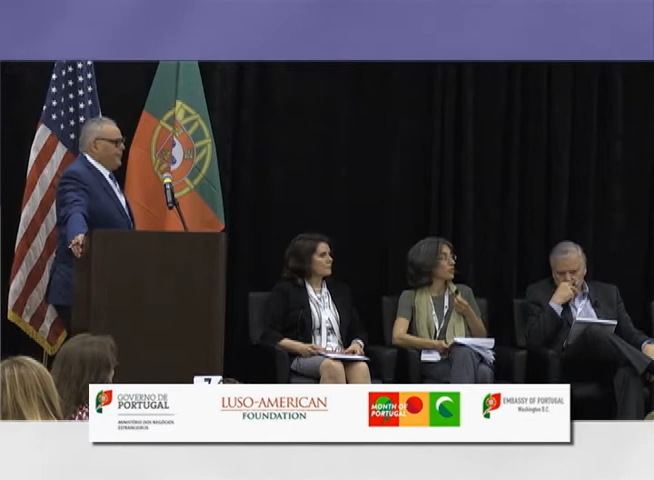 GOVERNO DE
PORTUGAL
MINISTÉRIO DOS NEGÓCIOS
ESTRANGEIROS
LUSO-AMERICAN
FOUNDATION
MONTH OF
PORTUGAL
EMBASSY OF PORTUGAL
Washington D.C.